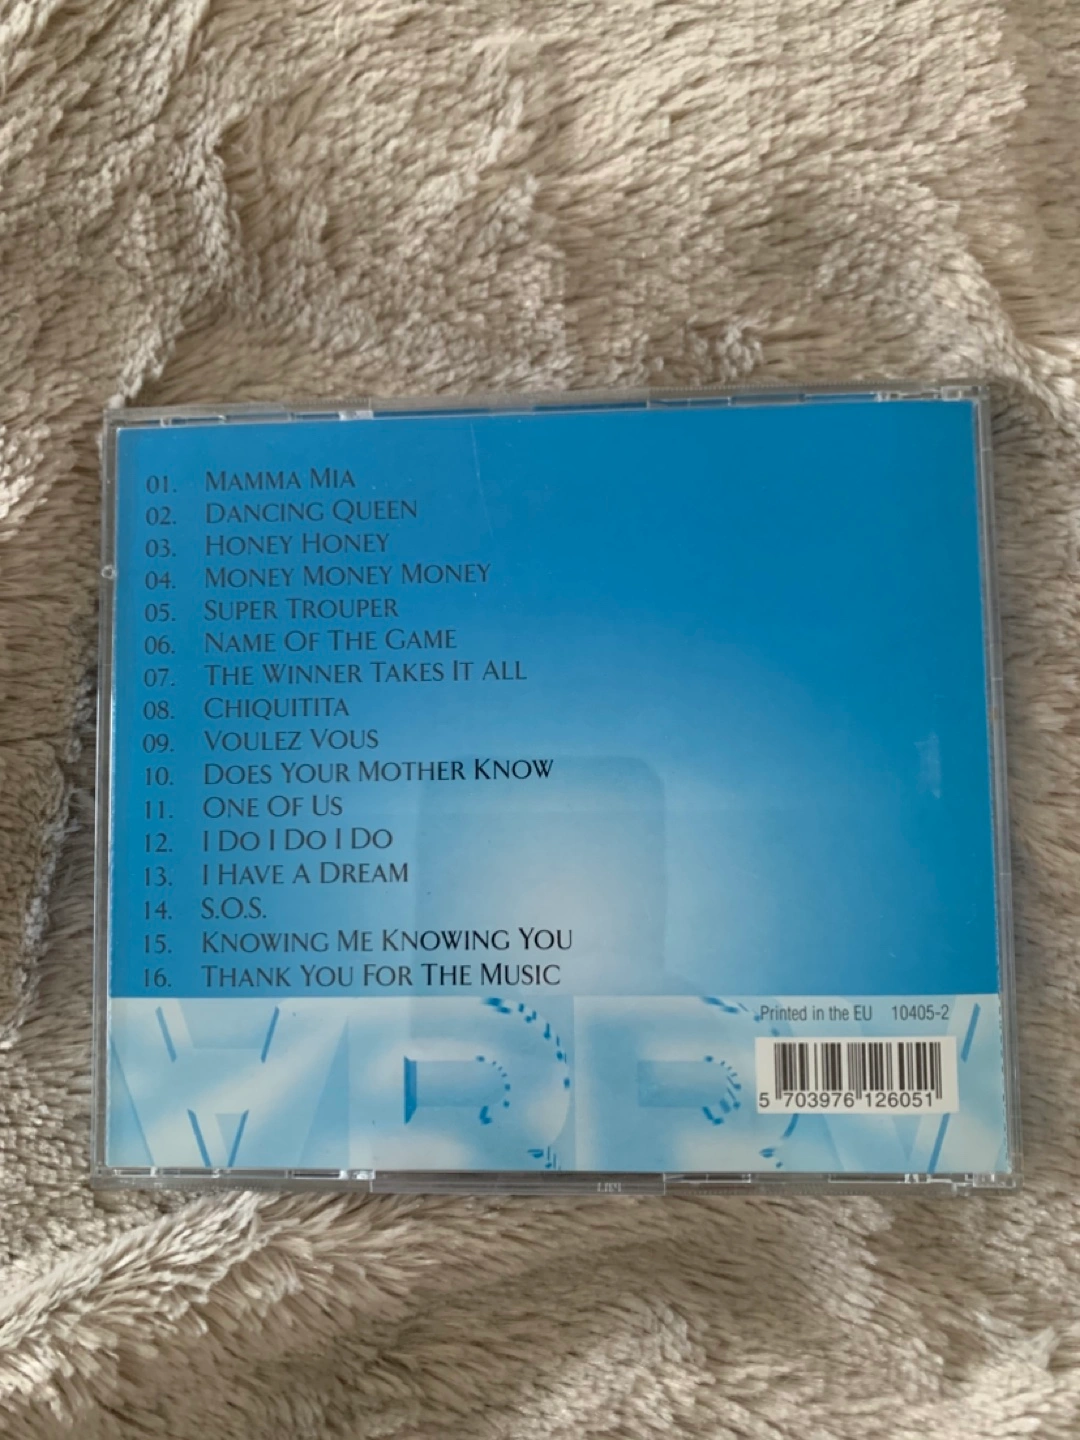 01. MAMMA MIA
02. DANCING QUEEN
03. HONEY HONEY
04. MONEY MONEY MONEY
05. SUPER TROUPER
06. NAME OF THE GAME
07. THE WINNER TAKES IT ALL
08. CHIQUITITA
09. VOULEZ VOUS
10. DOES YOUR MOTHER KNOW
11. ONE OF US
12. I DO I DO I DO
13. I HAVE A DREAM
14. S.O.S.
15. KNOWING ME KNOWING YOU
16. THANK YOU FOR THE MUSIC
Printed in the EU 10405-2
5 703976 126051